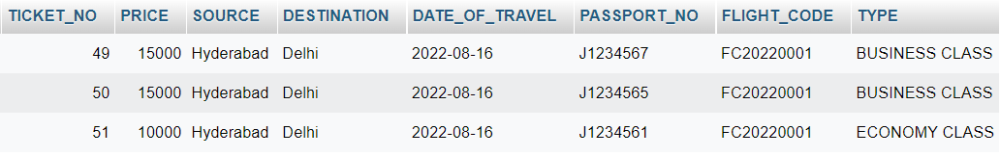 TICKET_NO PRICE SOURCE DESTINATION DATE_OF_TRAVEL PASSPORT_NO FLIGHT_CODE TYPE
49 15000 Hyderabad Delhi 2022-08-16 J1234567 FC20220001 BUSINESS CLASS
50 15000 Hyderabad Delhi 2022-08-16 J1234565 FC20220001 BUSINESS CLASS
51 10000 Hyderabad Delhi 2022-08-16 J1234561 FC20220001 ECONOMY CLASS